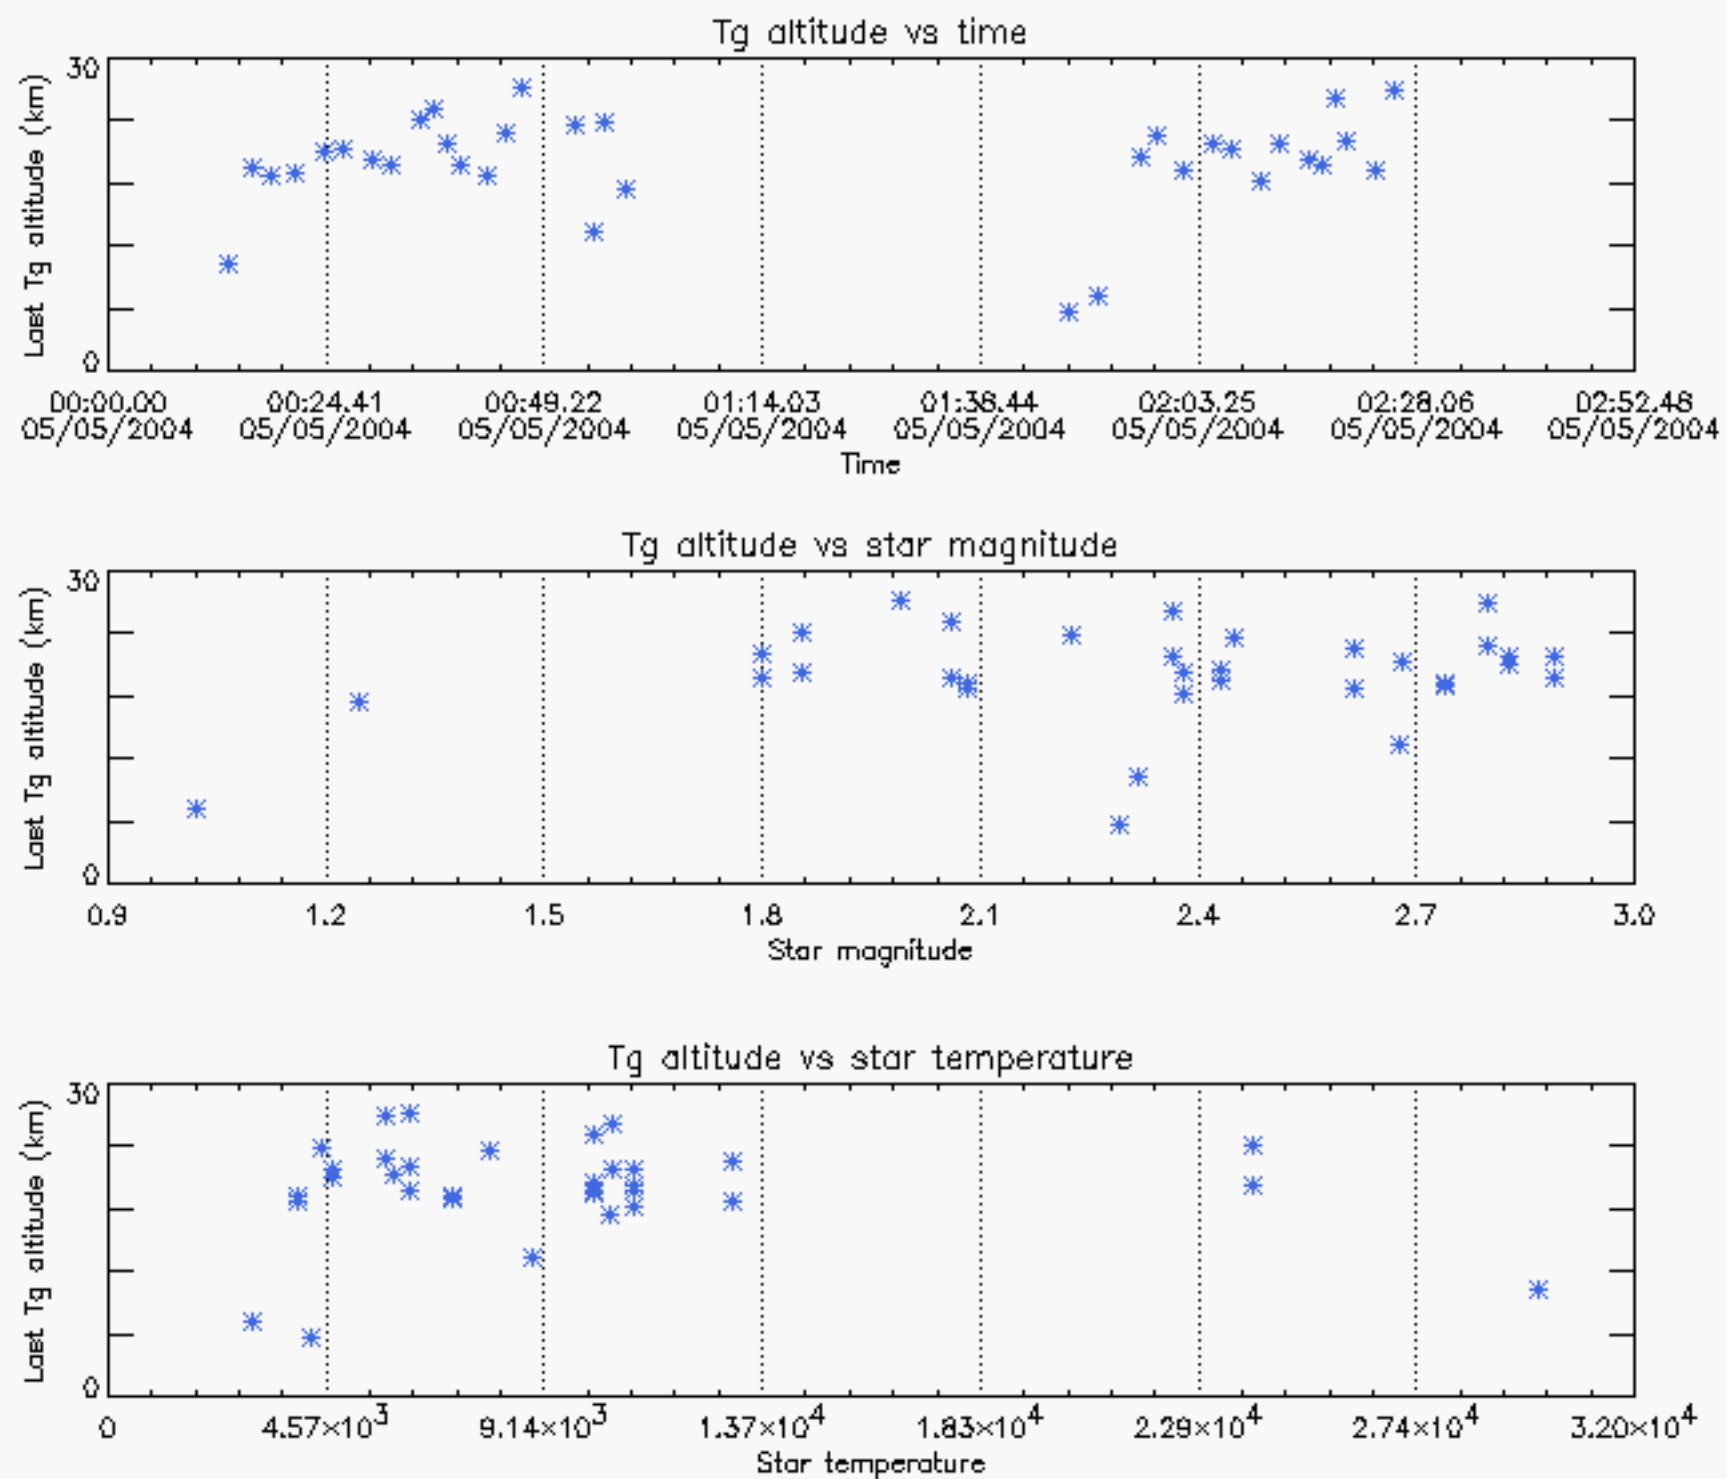 Tg altitude vs time
30
Last Tg altitude (km)
0
00:00.00 00:24.41 00:49.22 01:14.03 01:38.44 02:03.25 02:28.06 02:52.48
05/05/2004 05/05/2004 05/05/2004 05/05/2004 05/05/2004 05/05/2004 05/05/2004 05/05/2004
Time
Tg altitude vs star magnitude
30
Last Tg altitude (km)
0
0.9 1.2 1.5 1.8 2.1 2.4 2.7 3.0
Star magnitude
Tg altitude vs star temperature
30
Last Tg altitude (km)
0
0 4.57×10³ 9.14×10³ 1.37×10⁴ 1.83×10⁴ 2.29×10⁴ 2.74×10⁴ 3.20×10⁴
Star temperature